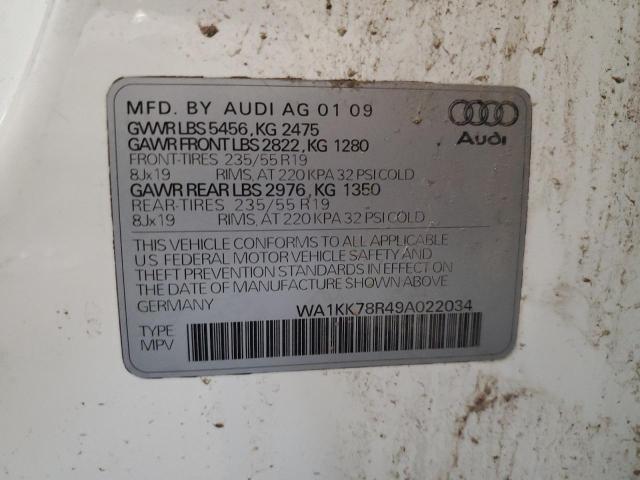 MFD. BY AUDI AG 01 09
GVWR LBS 5456, KG 2475
GAWR FRONT LBS 2822, KG 1280
FRONT-TIRES 235/55 R19
8Jx19 RIMS, AT 220 KPA 32 PSI COLD
GAWR REAR LBS 2976, KG 1350
REAR-TIRES 235/55 R19
8Jx19 RIMS, AT 220 KPA 32 PSI COLD
Audi
THIS VEHICLE CONFORMS TO ALL APPLICABLE
U.S. FEDERAL MOTOR VEHICLE SAFETY AND
THEFT PREVENTION STANDARDS IN EFFECT ON
THE DATE OF MANUFACTURE SHOWN ABOVE
GERMANY WA1KK78R49A022034
TYPE
MPV